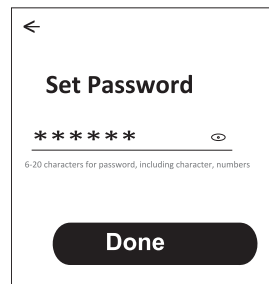 Set Password
******
6-20 characters for password, including character, numbers
Done